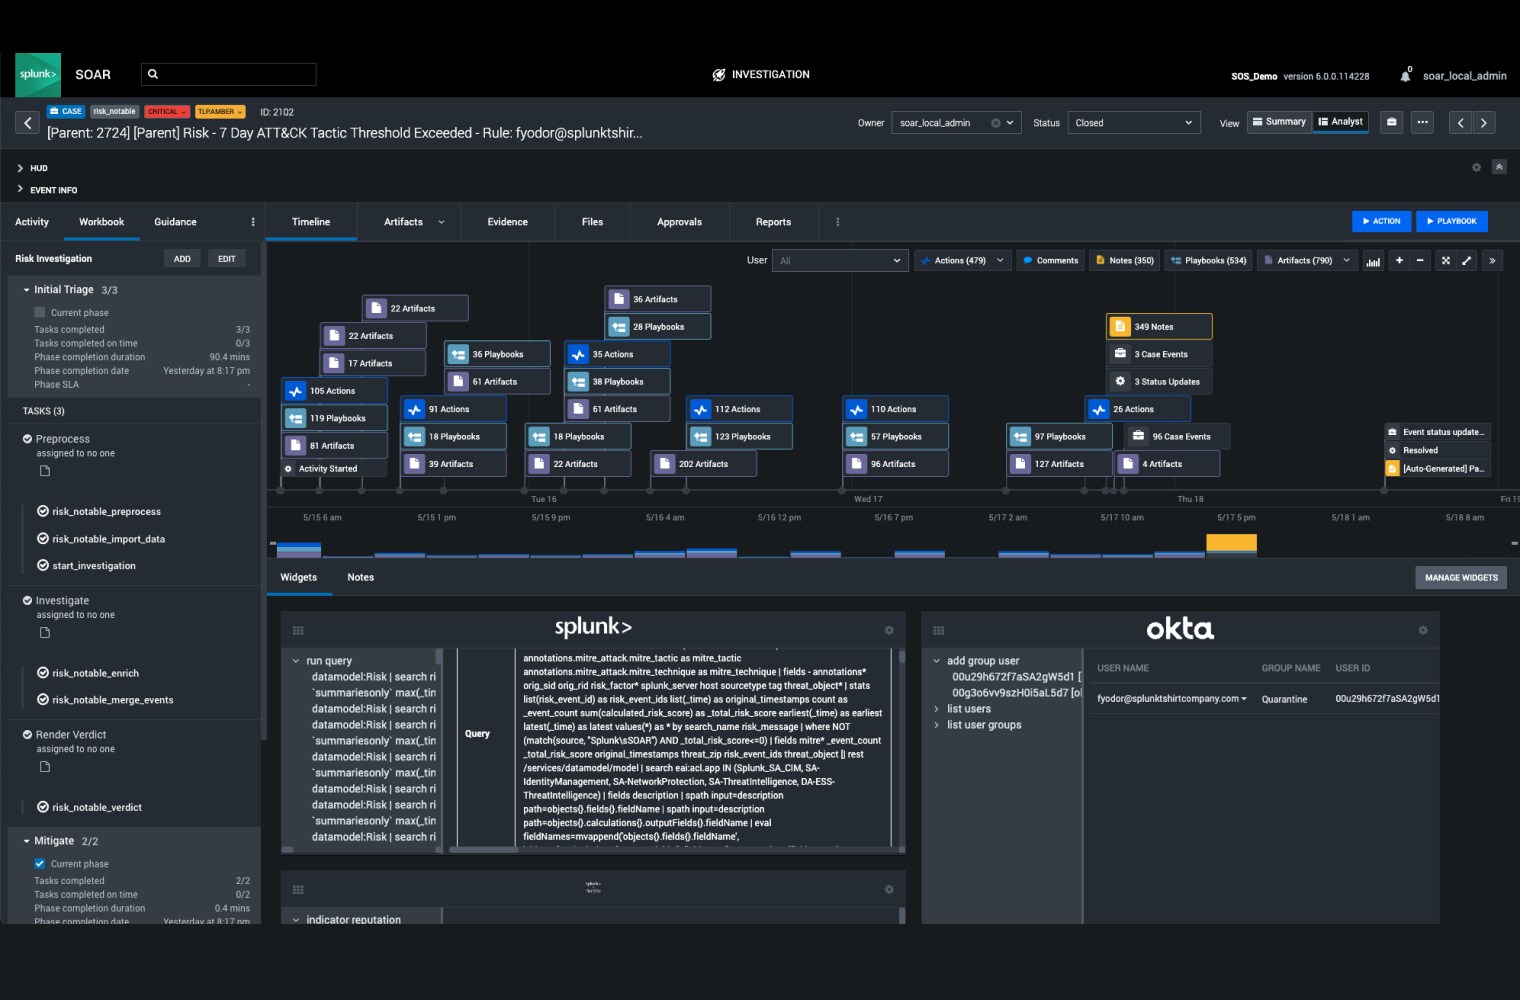 splunk>
SOAR
INVESTIGATION
SOS_Demo version 6.0.0.114228
0
soar_local_admin
CASE
risk_notable
CRITICAL
TLP:AMBER
ID: 2102
[Parent: 2724] [Parent] Risk - 7 Day ATT&CK Tactic Threshold Exceeded - Rule: fyodor@splunktshir...
Owner
soar_local_admin
Status
Closed
View
Summary
Analyst
HUD
EVENT INFO
Activity
Workbook
Guidance
Timeline
Artifacts
Evidence
Files
Approvals
Reports
ACTION
PLAYBOOK
Risk Investigation
ADD
EDIT
Initial Triage 3/3
Current phase
Tasks completed 3/3
Tasks completed on time 0/3
Phase completion duration 90.4 mins
Phase completion date Yesterday at 8:17 pm
Phase SLA -
TASKS (3)
Preprocess
assigned to no one
risk_notable_preprocess
risk_notable_import_data
start_investigation
Investigate
assigned to no one
risk_notable_enrich
risk_notable_merge_events
Render Verdict
assigned to no one
risk_notable_verdict
Mitigate 2/2
Current phase
Tasks completed 2/2
Tasks completed on time 0/2
Phase completion duration 0.4 mins
Phase completion date Yesterday at 8:17 pm
User
All
Actions (479)
Comments
Notes (350)
Playbooks (534)
Artifacts (790)
22 Artifacts
22 Artifacts
17 Artifacts
105 Actions
119 Playbooks
81 Artifacts
Activity Started
36 Playbooks
61 Artifacts
91 Actions
18 Playbooks
39 Artifacts
36 Artifacts
28 Playbooks
35 Actions
38 Playbooks
61 Artifacts
18 Playbooks
22 Artifacts
112 Actions
123 Playbooks
202 Artifacts
110 Actions
57 Playbooks
96 Artifacts
349 Notes
3 Case Events
3 Status Updates
26 Actions
97 Playbooks
96 Case Events
127 Artifacts
4 Artifacts
Event status update...
Resolved
[Auto-Generated] Pa...
Tue 16
Wed 17
Thu 18
Fri 19
5/15 6 am
5/15 1 pm
5/15 9 pm
5/16 4 am
5/16 12 pm
5/16 7 pm
5/17 2 am
5/17 10 am
5/17 5 pm
5/18 1 am
5/18 8 am
Widgets
Notes
MANAGE WIDGETS
splunk>
run query
datamodel:Risk | search ri
`summariesonly` max(_tin
datamodel:Risk | search ri
datamodel:Risk | search ri
datamodel:Risk | search ri
`summariesonly` max(_tin
datamodel:Risk | search ri
`summariesonly` max(_tin
datamodel:Risk | search ri
datamodel:Risk | search ri
`summariesonly` max(_tin
datamodel:Risk | search ri
Query
annotations.mitre_attack.mitre_tactic as mitre_tactic
annotations.mitre_attack.mitre_technique as mitre_technique | fields - annotations*
orig_sid orig_rid risk_factor* splunk_server host sourcetype tag threat_object* | stats
list(risk_event_id) as risk_event_ids list(_time) as original_timestamps count as
_event_count sum(calculated_risk_score) as _total_risk_score earliest(_time) as earliest
latest(_time) as latest values(*) as * by search_name risk_message | where NOT
(match(source, "Splunk\sSOAR") AND _total_risk_score<=0) | fields mitre* _event_count
_total_risk_score original_timestamps threat_zip risk_event_ids threat_object [| rest
/services/datamodel/model | search eai:acl.app IN (Splunk_SA_CIM, SA-
IdentityManagement, SA-NetworkProtection, SA-ThreatIntelligence, DA-ESS-
ThreatIntelligence) | fields description | spath input=description
path=objects{}.fields{}.fieldName | spath input=description
path=objects{}.calculations{}.outputFields{}.fieldName | eval
fieldNames=mvappend('objects{}.fields{}.fieldName',
okta
add group user
00u29h672f7aSA2gW5d1 [
00g3o6vv9szH0i5aL5d7 [ol
list users
list user groups
USER NAME
GROUP NAME
USER ID
fyodor@splunktshirtcompany.com
Quarantine
00u29h672f7aSA2gW5d1
splunk>
indicator reputation